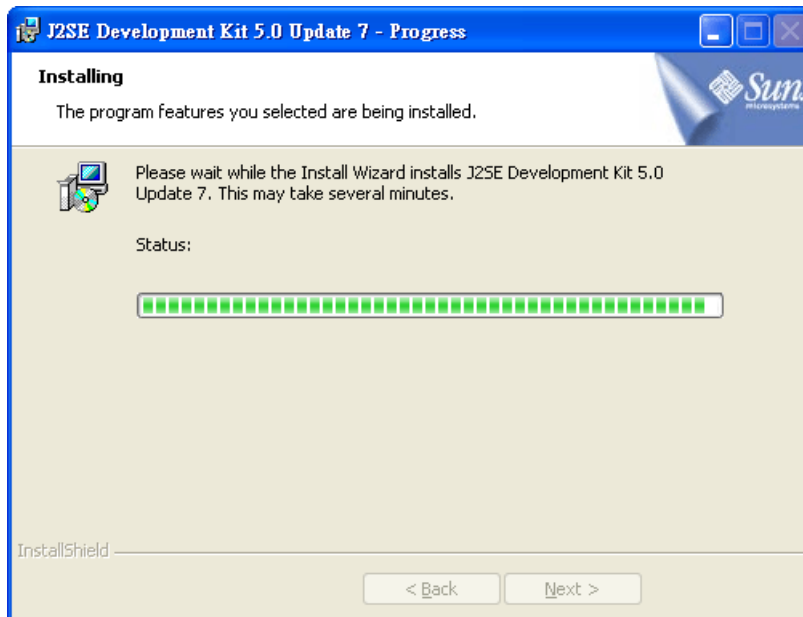 J2SE Development Kit 5.0 Update 7 - Progress
Installing
The program features you selected are being installed.
Sun
microsystems
Please wait while the Install Wizard installs J2SE Development Kit 5.0
Update 7. This may take several minutes.
Status:
InstallShield
< Back
Next >